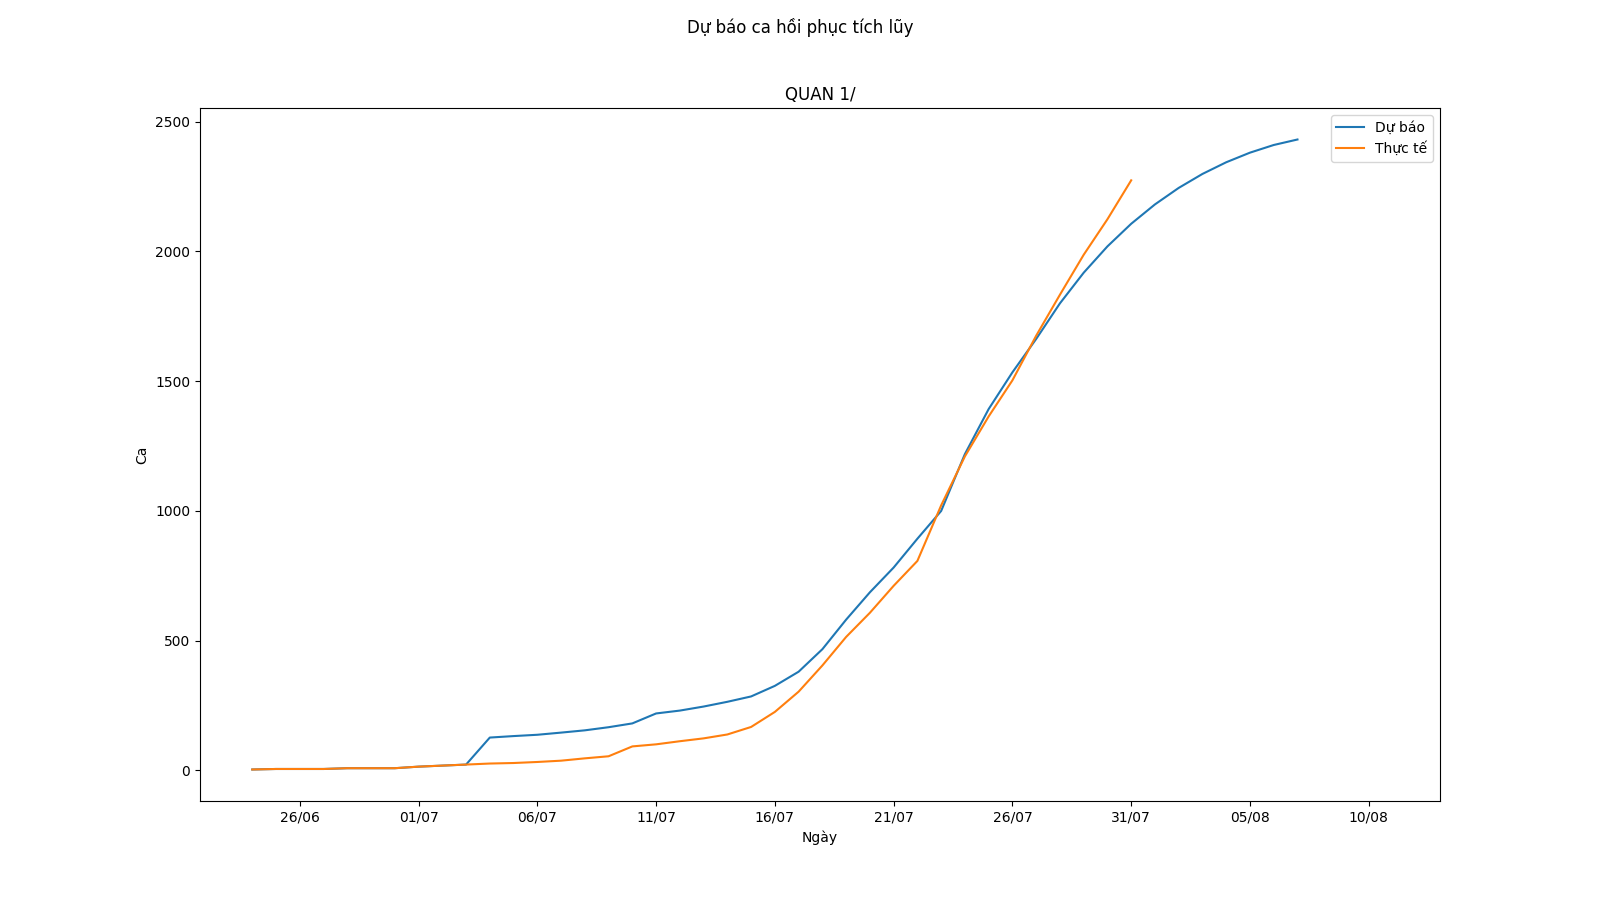 Dự báo ca hồi phục tích lũy
QUAN 1/
Dự báo
Thực tế
2500
2000
1500
1000
500
0
Ca
26/06 01/07 06/07 11/07 16/07 21/07 26/07 31/07 05/08 10/08
Ngày